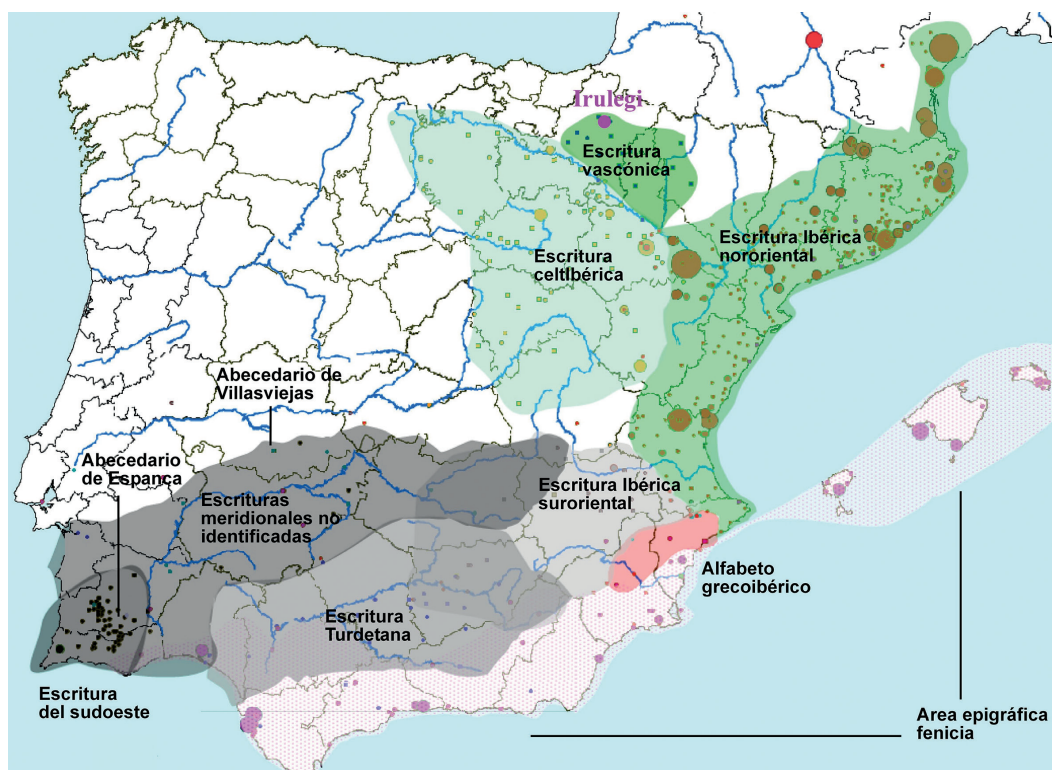 Irulegi
Escritura
vascónica
Escritura Ibérica
nororiental
Escritura
celtIbérica
Abecedario de
Villasviejas
Abecedario
de Espanca
Escrituras
meridionales no
identificadas
Escritura Ibérica
suroriental
Alfabeto
grecoibérico
Escritura
Turdetana
Escritura
del sudoeste
Area epigráfica
fenicia